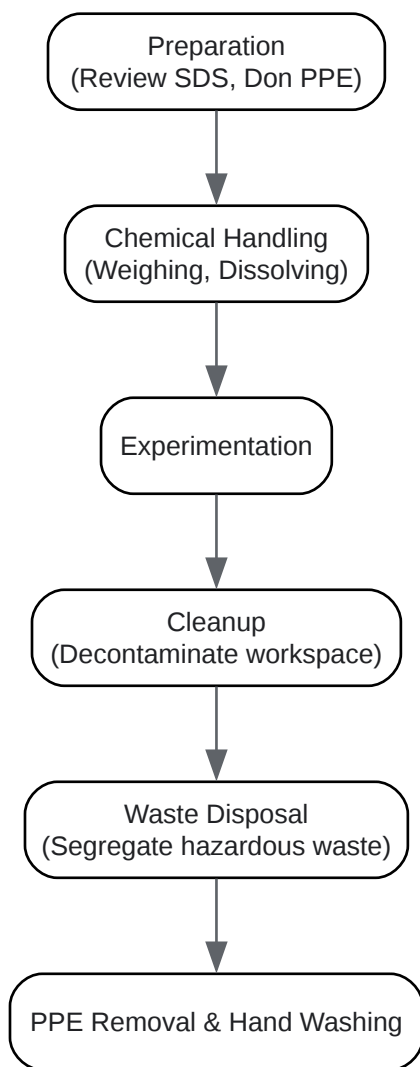 Preparation
(Review SDS, Don PPE)
Chemical Handling
(Weighing, Dissolving)
Experimentation
Cleanup
(Decontaminate workspace)
Waste Disposal
(Segregate hazardous waste)
PPE Removal & Hand Washing